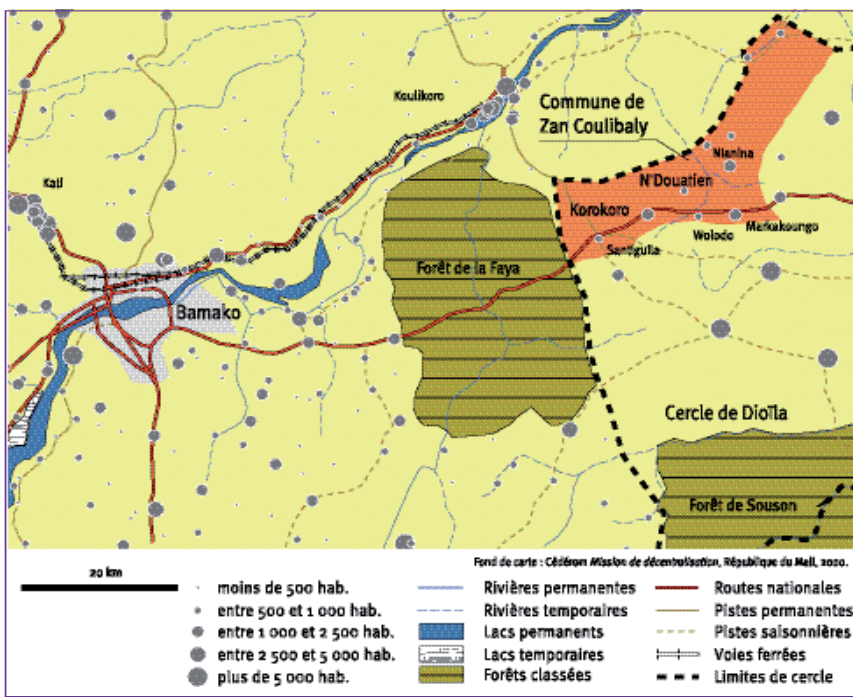 Koulikoro
Commune de
Zan Coulibaly
Kati
Nianina
N'Douatien
Korokoro
Markakoungo
Wolodo
Santiguila
Forêt de la Faya
Bamako
Cercle de Dioïla
Forêt de Souson
Fond de carte : Cédérom Mission de décentralisation, République du Mali, 2000.
20 km
moins de 500 hab.
entre 500 et 1 000 hab.
entre 1 000 et 2 500 hab.
entre 2 500 et 5 000 hab.
plus de 5 000 hab.
Rivières permanentes
Rivières temporaires
Lacs permanents
Lacs temporaires
Forêts classées
Routes nationales
Pistes permanentes
Pistes saisonnières
Voies ferrées
Limites de cercle